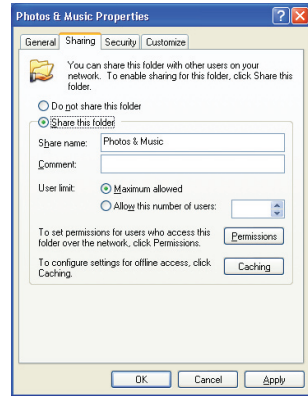 Photos & Music Properties
General Sharing Security Customize
You can share this folder with other users on your
network. To enable sharing for this folder, click Share this
folder.
Do not share this folder
Share this folder
Share name: Photos & Music
Comment:
User limit: Maximum allowed
Allow this number of users:
To set permissions for users who access this
folder over the network, click Permissions.
Permissions
To configure settings for offline access, click
Caching.
Caching
OK Cancel Apply